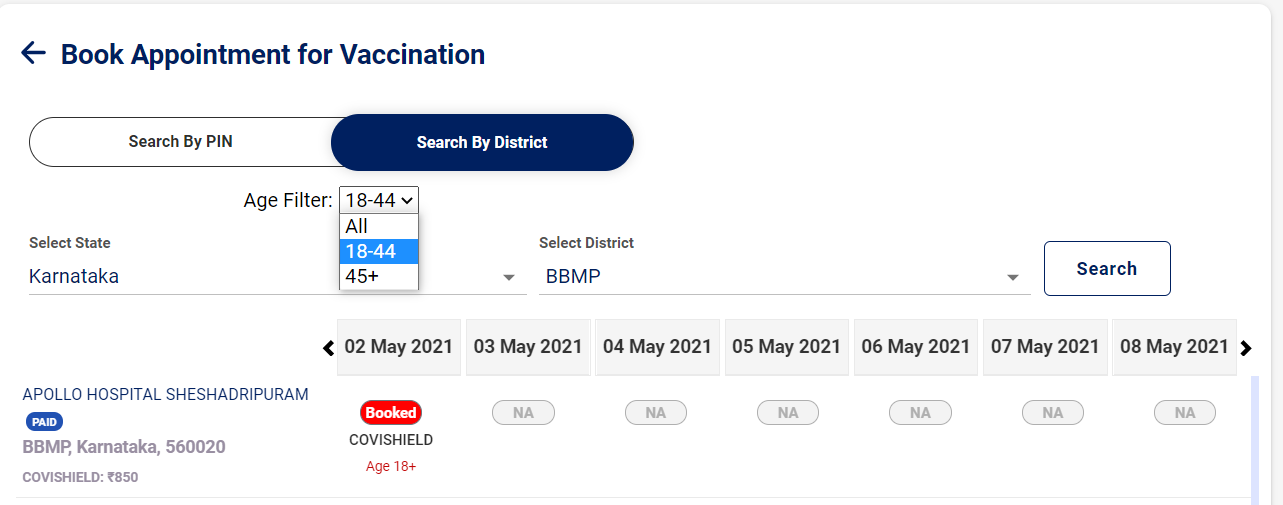 Book Appointment for Vaccination
Search By PIN
Search By District
Age Filter: 18-44
All
18-44
45+
Select State
Karnataka
Select District
BBMP
Search
02 May 2021 03 May 2021 04 May 2021 05 May 2021 06 May 2021 07 May 2021 08 May 2021
APOLLO HOSPITAL SHESHADRIPURAM
PAID
BBMP, Karnataka, 560020
COVISHIELD: ₹850
Booked NA NA NA NA NA NA
COVISHIELD
Age 18+